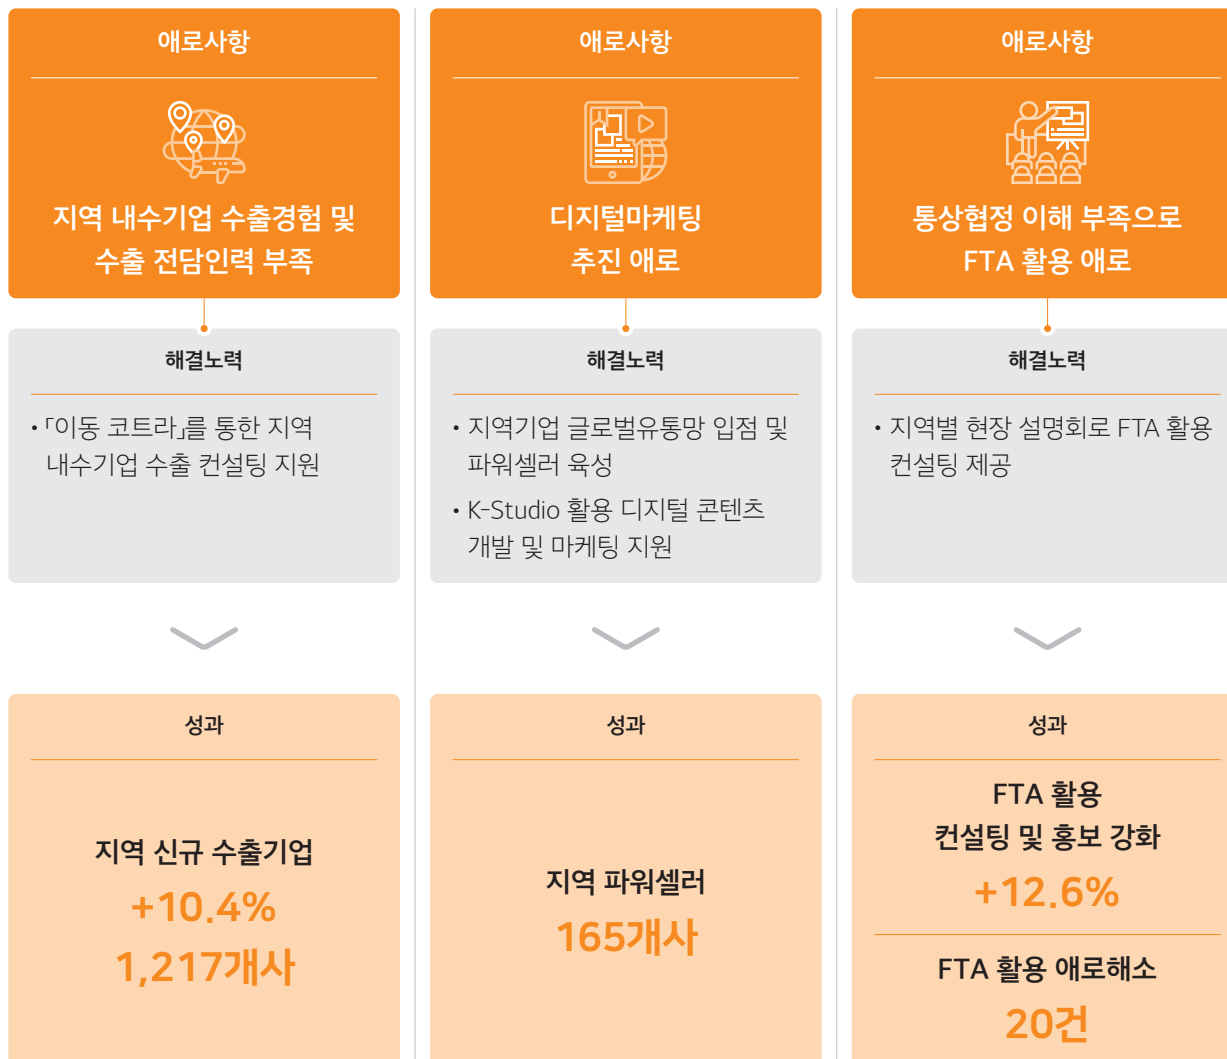 애로사항
지역 내수기업 수출경험 및
수출 전담인력 부족
해결노력
• 「이동 코트라」를 통한 지역
내수기업 수출 컨설팅 지원
성과
지역 신규 수출기업
+10.4%
1,217개사
애로사항
디지털마케팅
추진 애로
해결노력
• 지역기업 글로벌유통망 입점 및
파워셀러 육성
• K-Studio 활용 디지털 콘텐츠
개발 및 마케팅 지원
성과
지역 파워셀러
165개사
애로사항
통상협정 이해 부족으로
FTA 활용 애로
해결노력
• 지역별 현장 설명회로 FTA 활용
컨설팅 제공
성과
FTA 활용
컨설팅 및 홍보 강화
+12.6%
FTA 활용 애로해소
20건